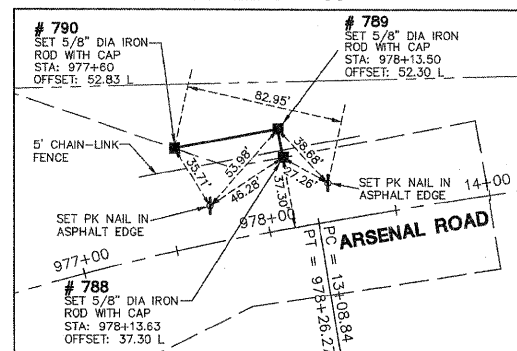 # 790
SET 5/8" DIA IRON
ROD WITH CAP
STA: 977+60
OFFSET: 52.83 L
# 789
SET 5/8" DIA IRON
ROD WITH CAP
STA: 978+13.50
OFFSET: 52.30 L
82.95'
5' CHAIN-LINK
FENCE
35.71'
53.98'
38.68'
46.28'
27.26'
37.30'
SET PK NAIL IN
ASPHALT EDGE
SET PK NAIL IN
ASPHALT EDGE
14+00
978+00
977+00
ARSENAL ROAD
PC = 13+08.84
PT = 978+26.27
# 788
SET 5/8" DIA IRON
ROD WITH CAP
STA: 978+13.63
OFFSET: 37.30 L